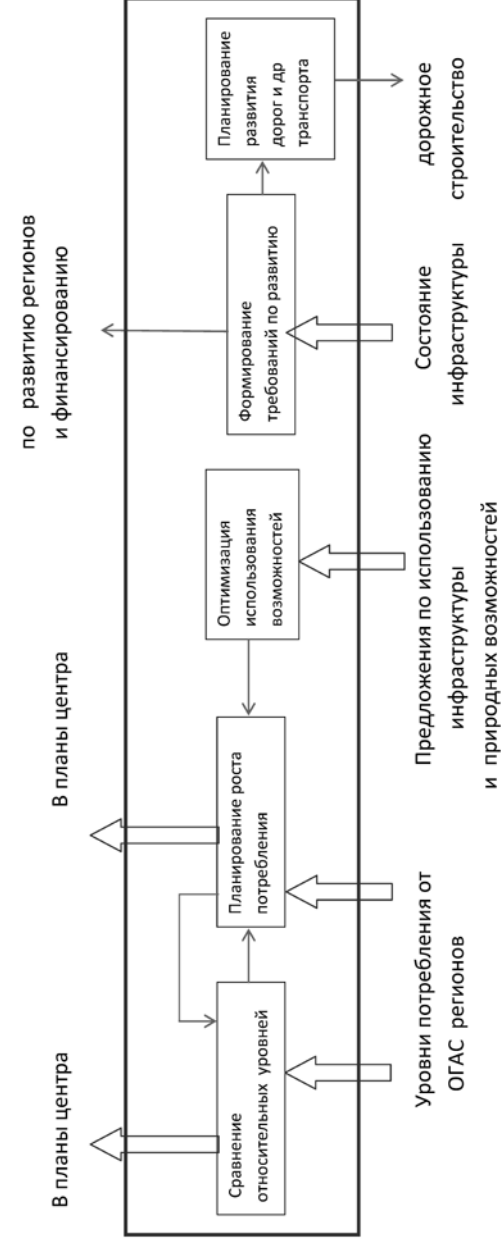 В планы центра
В планы центра
по развитию регионов
и финансированию
Сравнение
относительных уровней
Планирование роста
потребления
Оптимизация
использования
возможностей
Формирование
требований по развитию
Планирование
развития
дорог и др
транспорта
Уровни потребления от
ОГАС регионов
Предложения по использованию
инфраструктуры
и природных возможностей
Состояние
инфраструктуры
дорожное
строительство